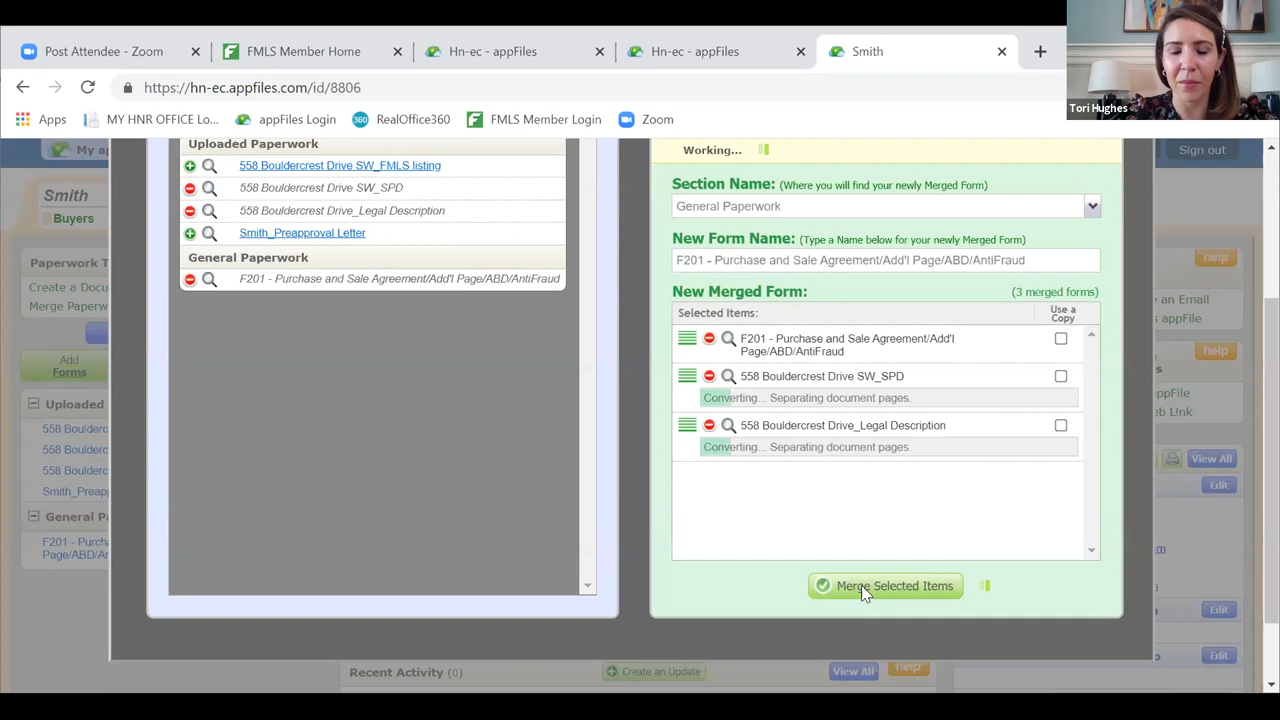 Post Attendee - Zoom
FMLS Member Home
Hn-ec - appFiles
Hn-ec - appFiles
Smith
https://hn-ec.appfiles.com/id/8806
Tori Hughes
Apps
MY HNR OFFICE Lo...
appFiles Login
RealOffice360
FMLS Member Login
Zoom
My ap
Sign out
Smith
Buyers
Paperwork T
Create a Docu
Merge Paperw
Add
Forms
Uploaded
558 Boulderc
558 Boulderc
558 Boulderc
Smith_Preapp
General P
F201 - Purch
Page/ABD/An
Uploaded Paperwork
558 Bouldercrest Drive SW_FMLS listing
558 Bouldercrest Drive SW_SPD
558 Bouldercrest Drive_Legal Description
Smith_Preapproval Letter
General Paperwork
F201 - Purchase and Sale Agreement/Add'l Page/ABD/AntiFraud
Working...
Section Name: (Where you will find your newly Merged Form)
General Paperwork
New Form Name: (Type a Name below for your newly Merged Form)
F201 - Purchase and Sale Agreement/Add'l Page/ABD/AntiFraud
New Merged Form: (3 merged forms)
Selected Items:
Use a
Copy
F201 - Purchase and Sale Agreement/Add'l
Page/ABD/AntiFraud
558 Bouldercrest Drive SW_SPD
Converting... Separating document pages.
558 Bouldercrest Drive_Legal Description
Converting... Separating document pages.
Merge Selected Items
help
e an Email
s appFile
help
appFile
eb Link
View All
Edit
Edit
Edit
Recent Activity (0)
Create an Update
View All
help